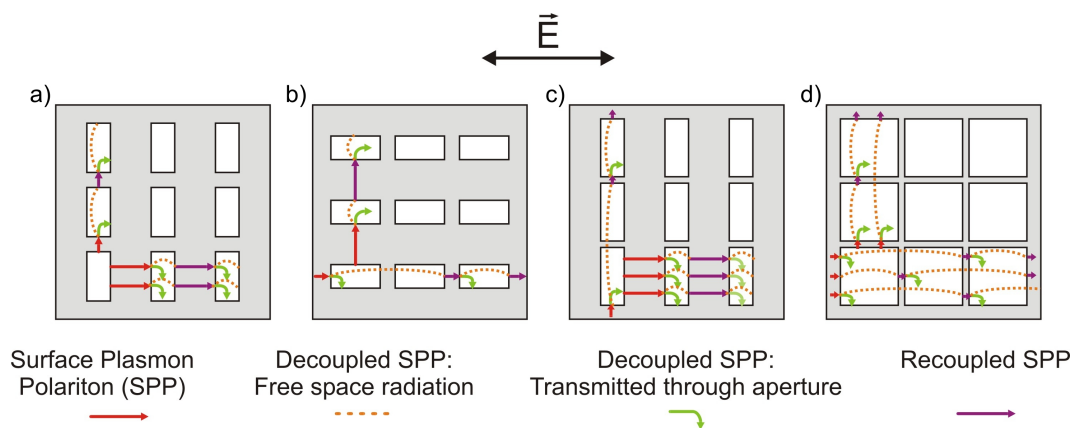 E
a)
b)
c)
d)
Surface Plasmon
Polariton (SPP)
Decoupled SPP:
Free space radiation
Decoupled SPP:
Transmitted through aperture
Recoupled SPP